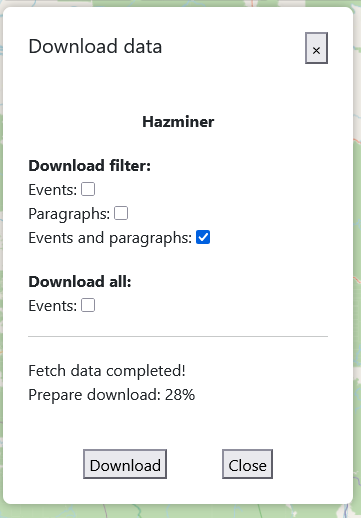 Download data
×
Hazminer
Download filter:
Events:
Paragraphs:
Events and paragraphs:
Download all:
Events:
Fetch data completed!
Prepare download: 28%
Download
Close